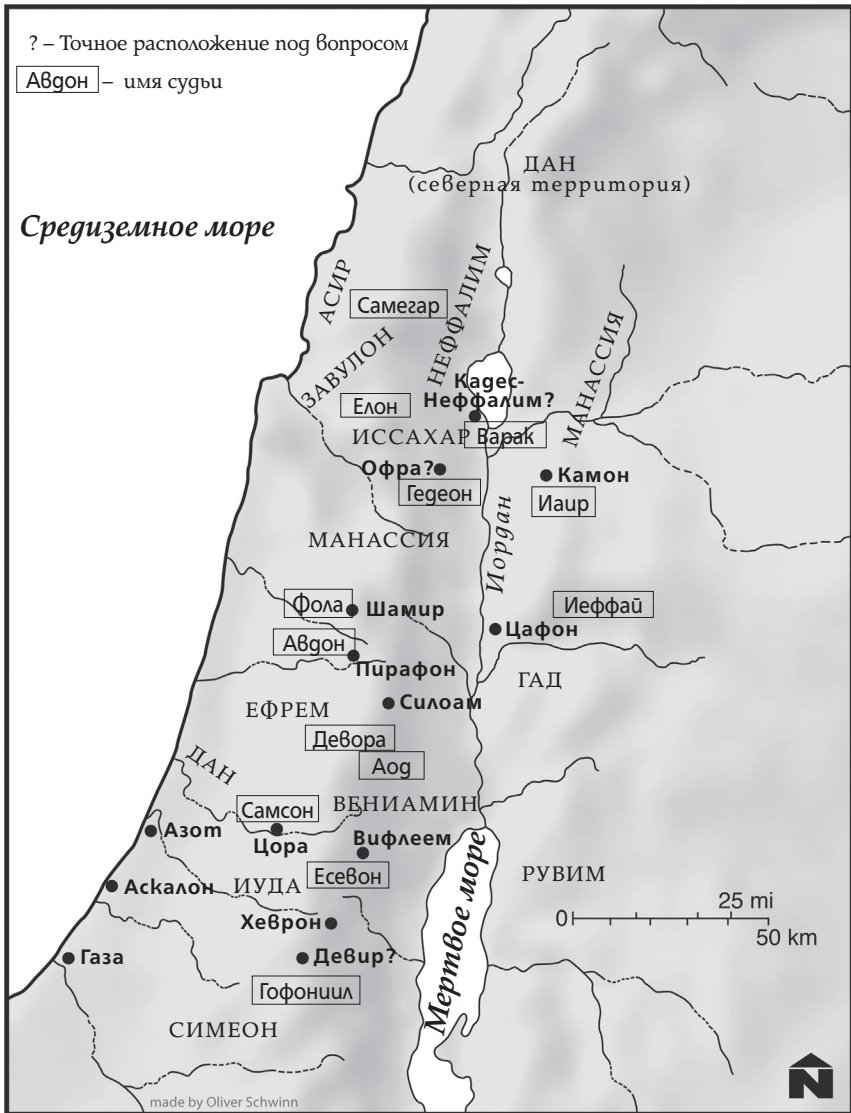 ? – Точное расположение под вопросом
Авдон – имя судьи
ДАН
(северная территория)
Средиземное море
АСИР
Самегар
НЕФФАЛИМ
ЗАВУЛОН
МАНАССИЯ
Кадес-
Неффалим?
Елон
ИССАХАР
Варак
Офра?
Гедеон
Камон
Иаир
Иордан
МАНАССИЯ
Фола
Шамир
Иеффай
Цафон
Авдон
Пирафон
ГАД
Силоам
ЕФРЕМ
Девора
Аод
ДАН
Самсон
ВЕНИАМИН
Азот
Цора
Вифлеем
Есевон
РУВИМ
Аскалон
ИУДА
25 mi
0
50 km
Хеврон
Газа
Девир?
Мертвое море
Гофониил
СИМЕОН
made by Oliver Schwinn
N